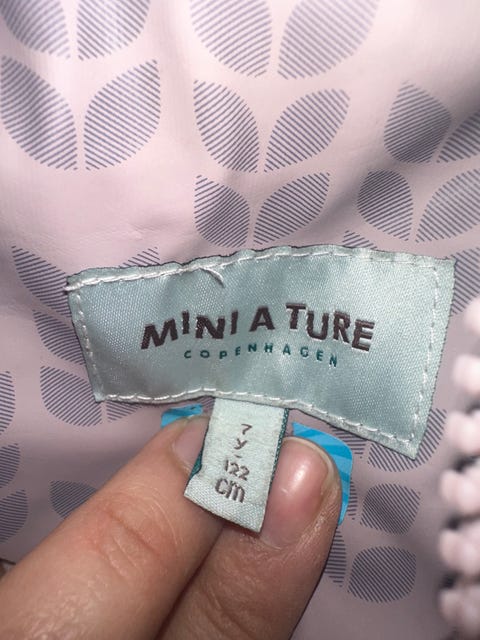 MINI A TURE
COPENHAGEN
7
y-
122
cm